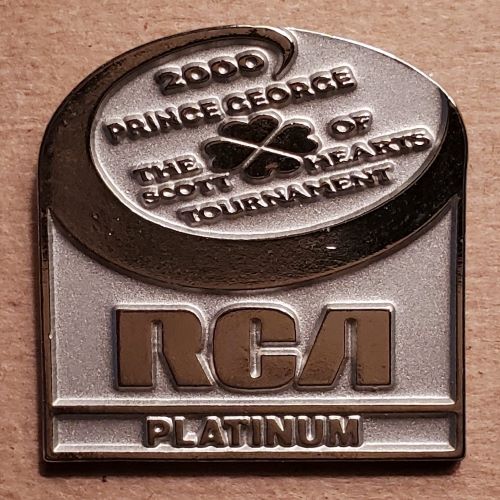 2000
PRINCE GEORGE
THE OF
SCOTT HEARTS
TOURNAMENT
RCA
PLATINUM